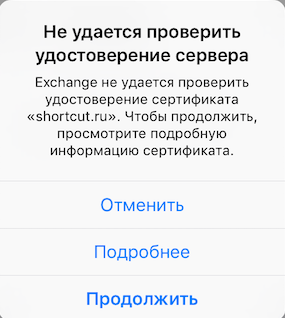 Не удается проверить
удостоверение сервера
Exchange не удается проверить
удостоверение сертификата
«shortcut.ru». Чтобы продолжить,
просмотрите подробную
информацию сертификата.
Отменить
Подробнее
Продолжить